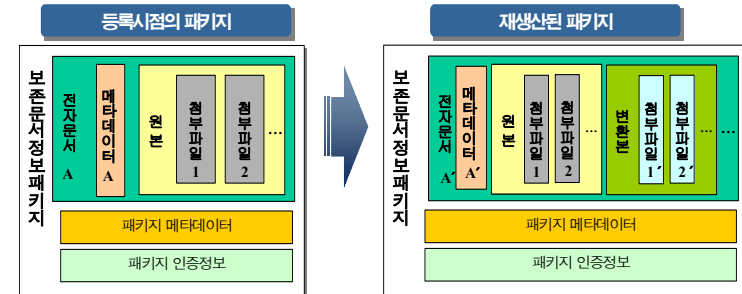 등록시점의 패키지
보존문서정보패키지
전자문서 A
메타데이터 A
원본
첨부파일 1
첨부파일 2
...
패키지 메타데이터
패키지 인증정보
재생산된 패키지
보존문서정보패키지
전자문서 A′
메타데이터 A′
원본
첨부파일 1
첨부파일 2
...
변환본
첨부파일 1′
첨부파일 2′
...
...
패키지 메타데이터
패키지 인증정보